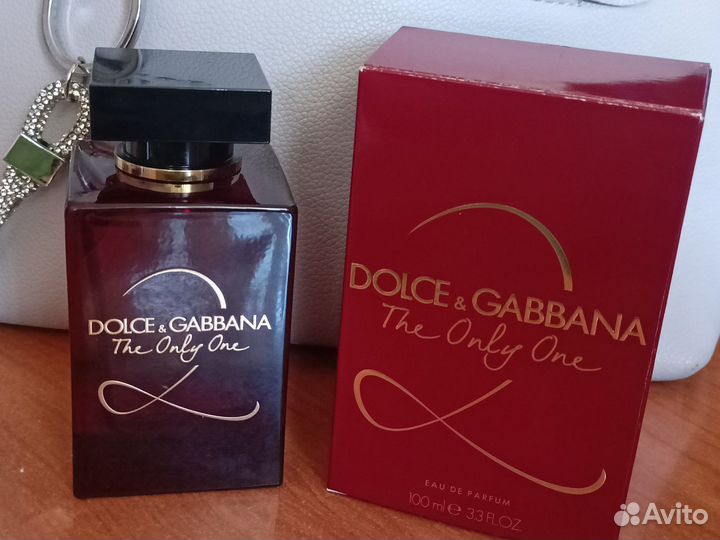 DOLCE & GABBANA
The Only One
DOLCE & GABBANA
The Only One
EAU DE PARFUM
100 ml ℮ 3.3 FL.OZ
Avito